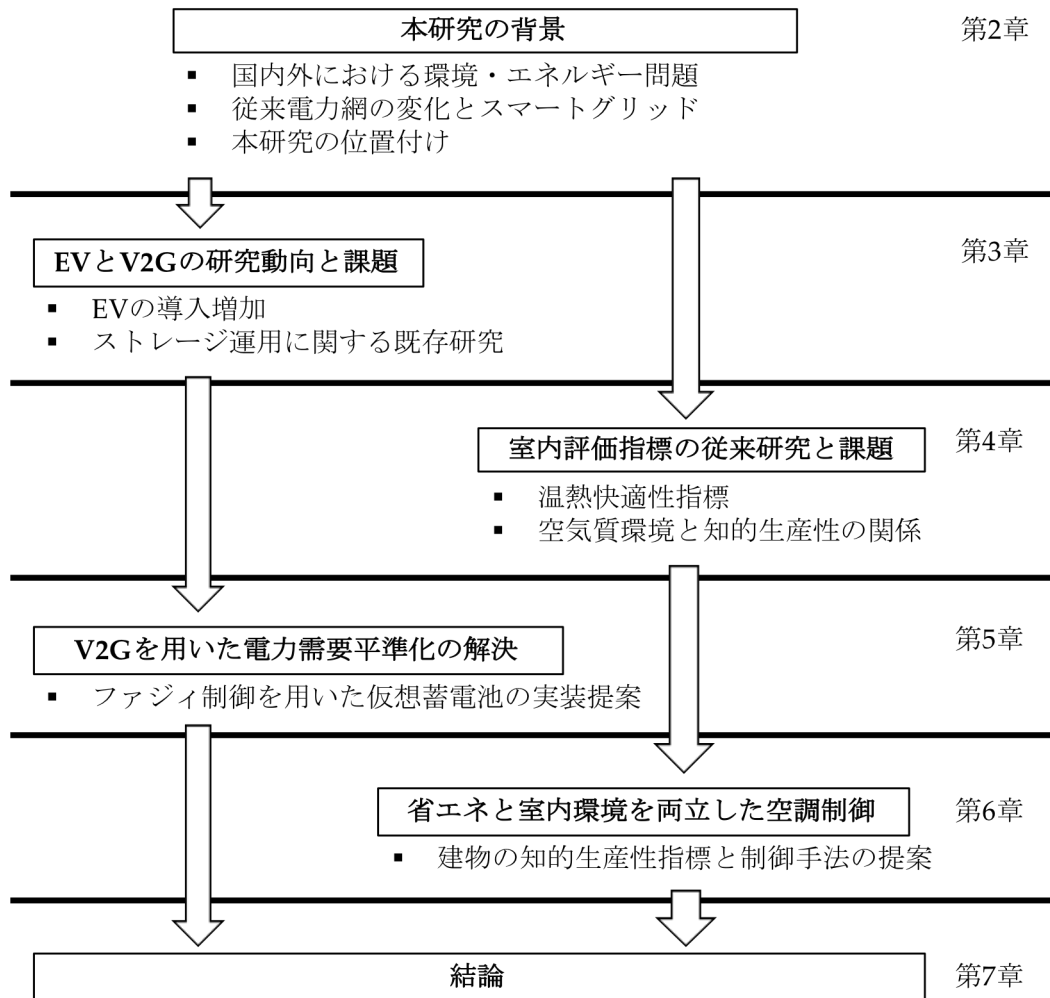 本研究の背景
第2章
▪ 国内外における環境・エネルギー問題
▪ 従来電力網の変化とスマートグリッド
▪ 本研究の位置付け
EVとV2Gの研究動向と課題
第3章
▪ EVの導入増加
▪ ストレージ運用に関する既存研究
室内評価指標の従来研究と課題
第4章
▪ 温熱快適性指標
▪ 空気質環境と知的生産性の関係
V2Gを用いた電力需要平準化の解決
第5章
▪ ファジィ制御を用いた仮想蓄電池の実装提案
省エネと室内環境を両立した空調制御
第6章
▪ 建物の知的生産性指標と制御手法の提案
結論
第7章